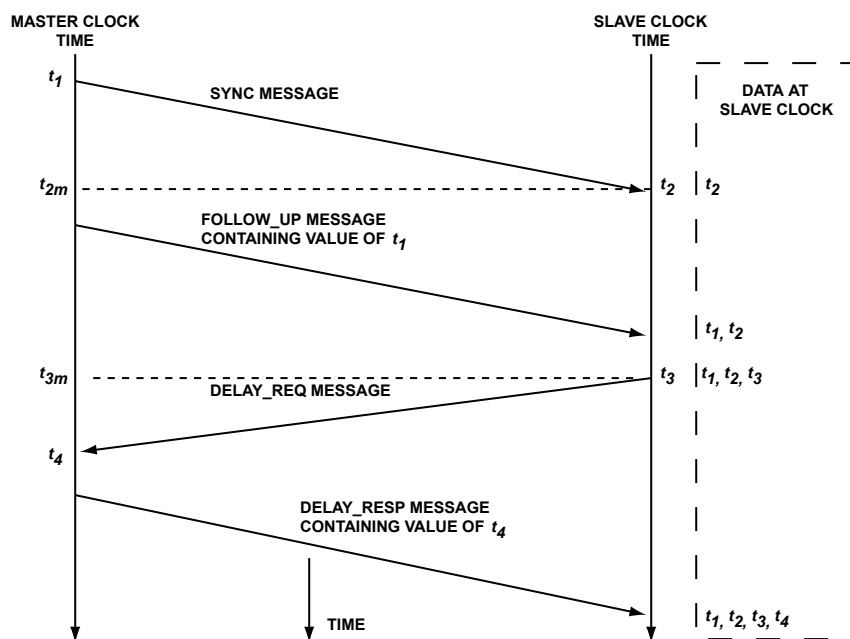 MASTER CLOCK
TIME
SLAVE CLOCK
TIME
t1
SYNC MESSAGE
DATA AT
SLAVE CLOCK
t2m
t2
t2
FOLLOW_UP MESSAGE
CONTAINING VALUE OF t1
t1, t2
t3m
t3
t1, t2, t3
DELAY_REQ MESSAGE
t4
DELAY_RESP MESSAGE
CONTAINING VALUE OF t4
t1, t2, t3, t4
TIME